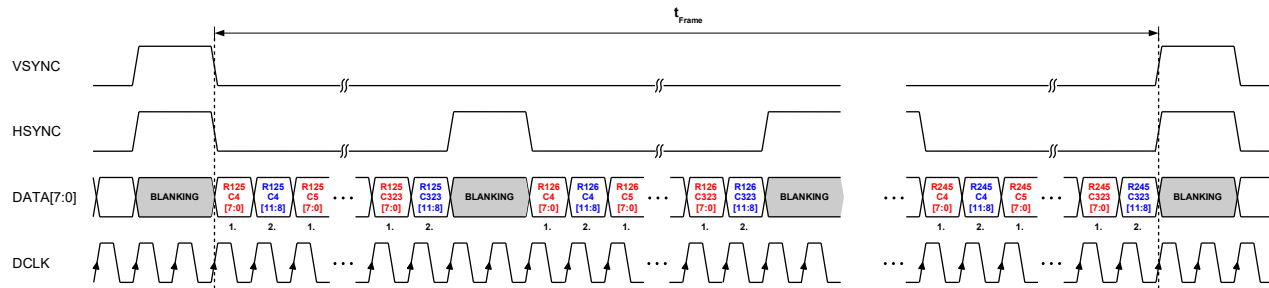 tFrame
VSYNC
HSYNC
DATA[7:0]
BLANKING
R125 C4 [7:0]
R125 C4 [11:8]
R125 C5 [7:0]
...
R125 C323 [7:0]
R125 C323 [11:8]
BLANKING
R126 C4 [7:0]
R126 C4 [11:8]
R126 C5 [7:0]
...
R126 C323 [7:0]
R126 C323 [11:8]
BLANKING
...
R245 C4 [7:0]
R245 C4 [11:8]
R245 C5 [7:0]
...
R245 C323 [7:0]
R245 C323 [11:8]
BLANKING
1. 2. 1. 1. 2. 1. 2. 1. 1. 2. 1. 2. 1. 1. 2.
DCLK ... ... ... ...